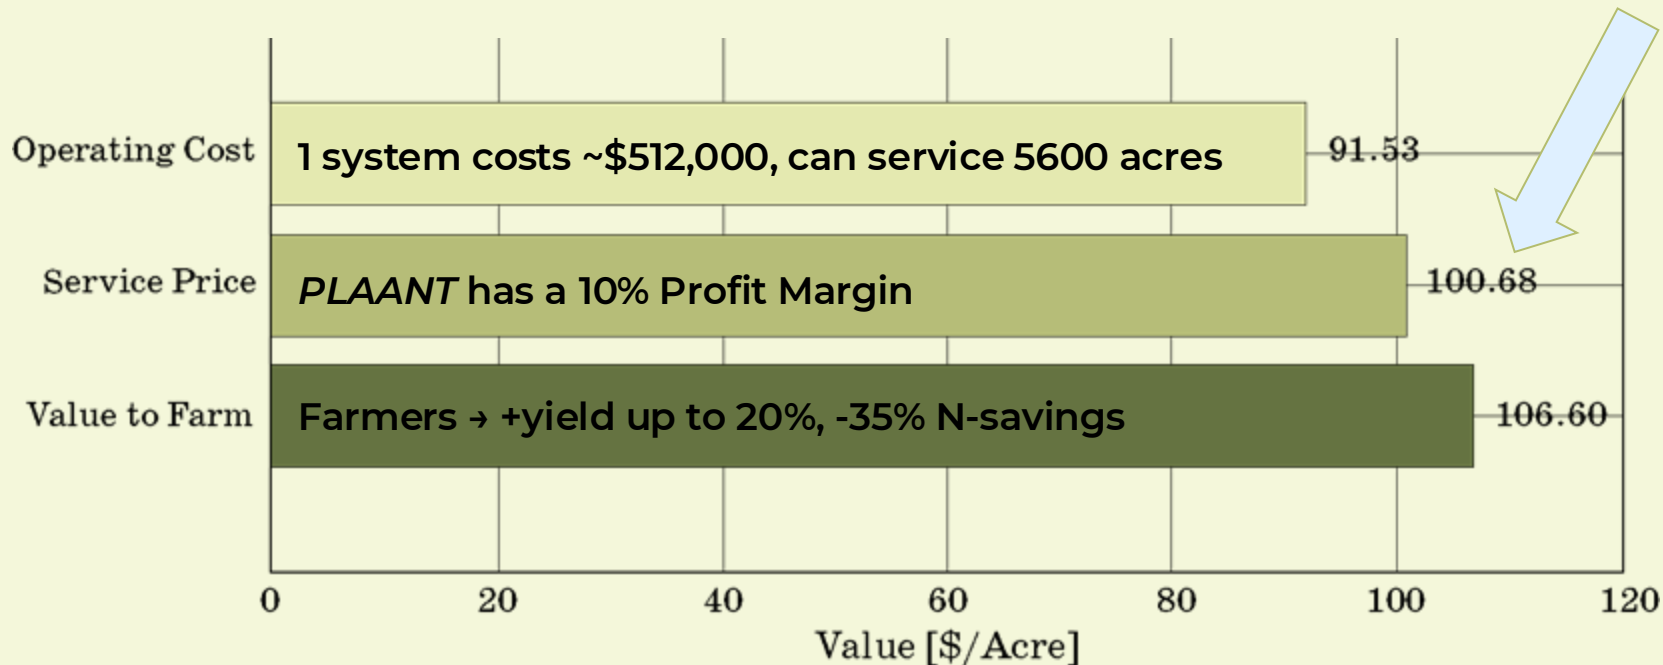 Operating Cost
1 system costs ~$512,000, can service 5600 acres
91.53
Service Price
PLAANT has a 10% Profit Margin
100.68
Value to Farm
Farmers → +yield up to 20%, -35% N-savings
106.60
0 20 40 60 80 100 120
Value [$/Acre]